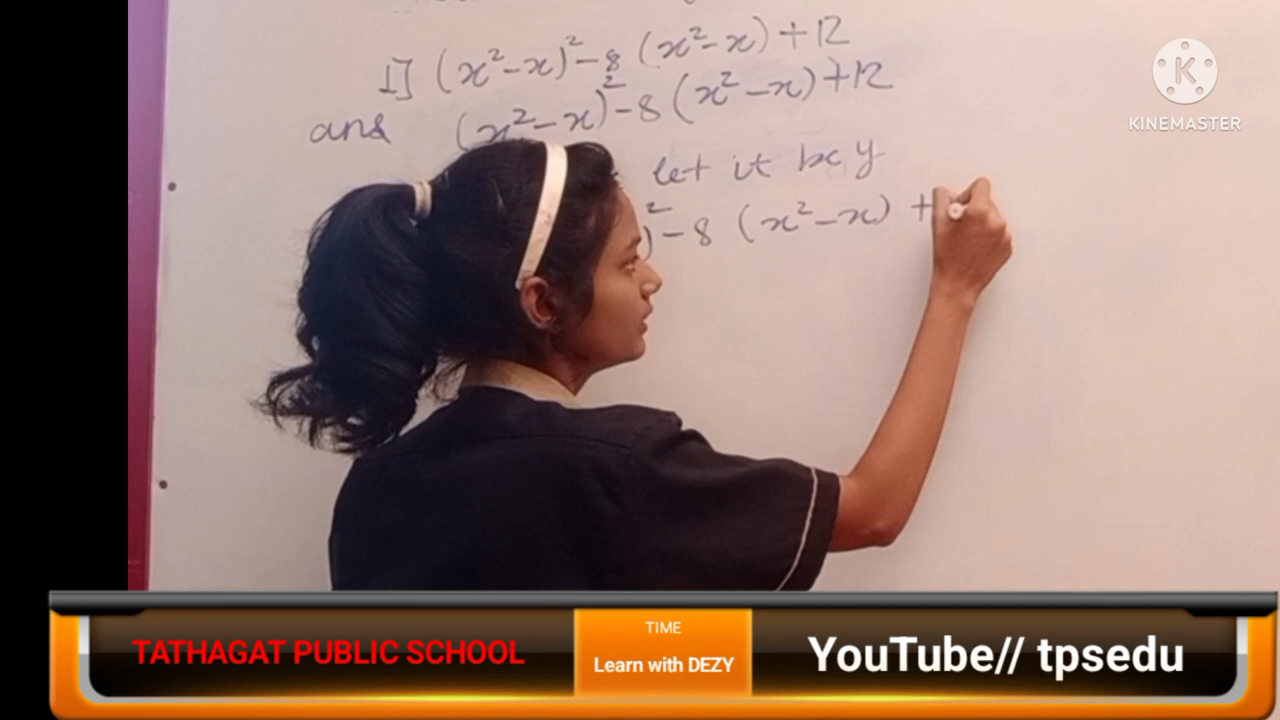 1] (x²-x)²-8 (x²-x)+12
ans (x²-x)²-8 (x²-x)+12
let it be y
)²-8 (x²-x) +
KINEMASTER
TATHAGAT PUBLIC SCHOOL
TIME
Learn with DEZY
YouTube// tpsedu